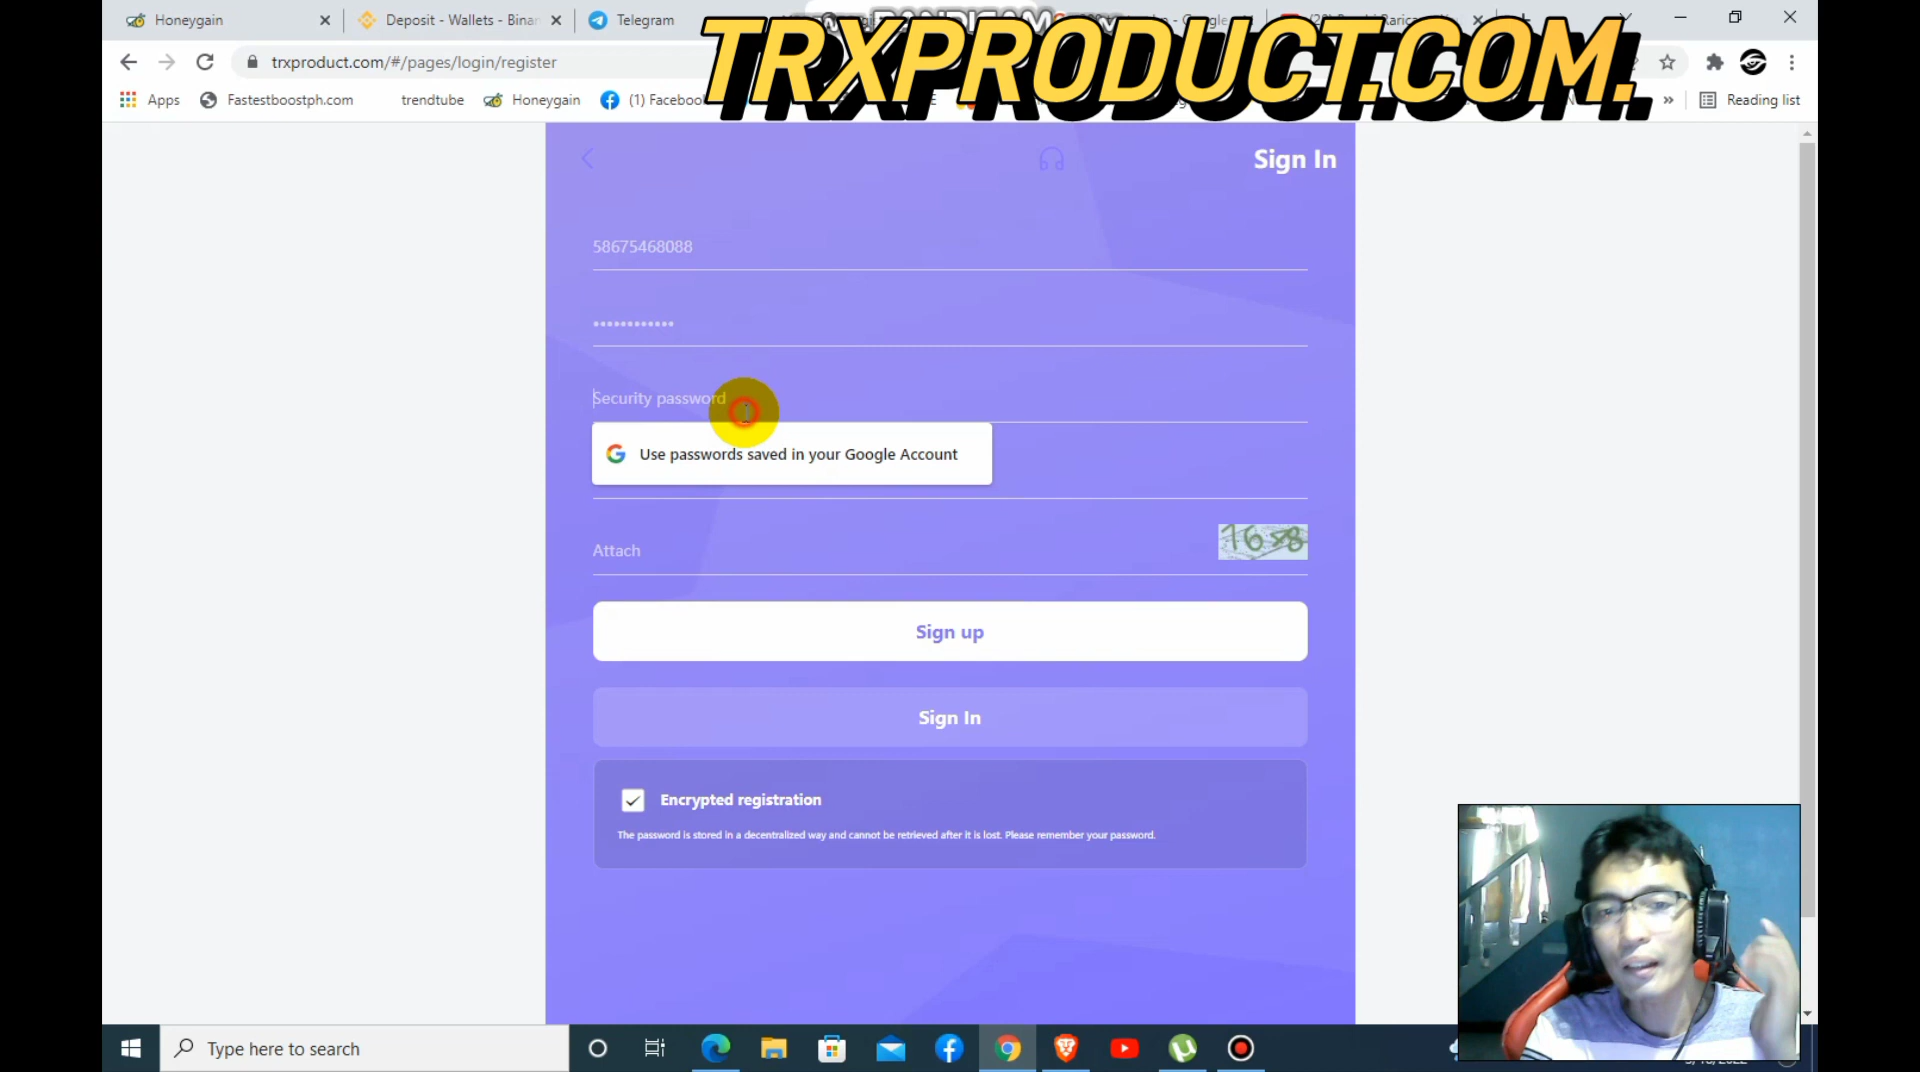 Honeygain
Deposit - Wallets - Binan
Telegram
TRXPRODUCT.COM.
trxproduct.com/#/pages/login/register
Apps
Fastestboostph.com
trendtube
Honeygain
(1) Facebook
Reading list
Sign In
58675468088
••••••••••••
Security password
Use passwords saved in your Google Account
Attach
Sign up
Sign In
Encrypted registration
The password is stored in a decentralized way and cannot be retrieved after it is lost. Please remember your password.
Type here to search